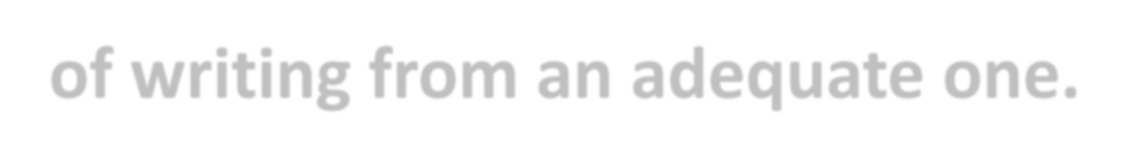 of writing from an adequate one.